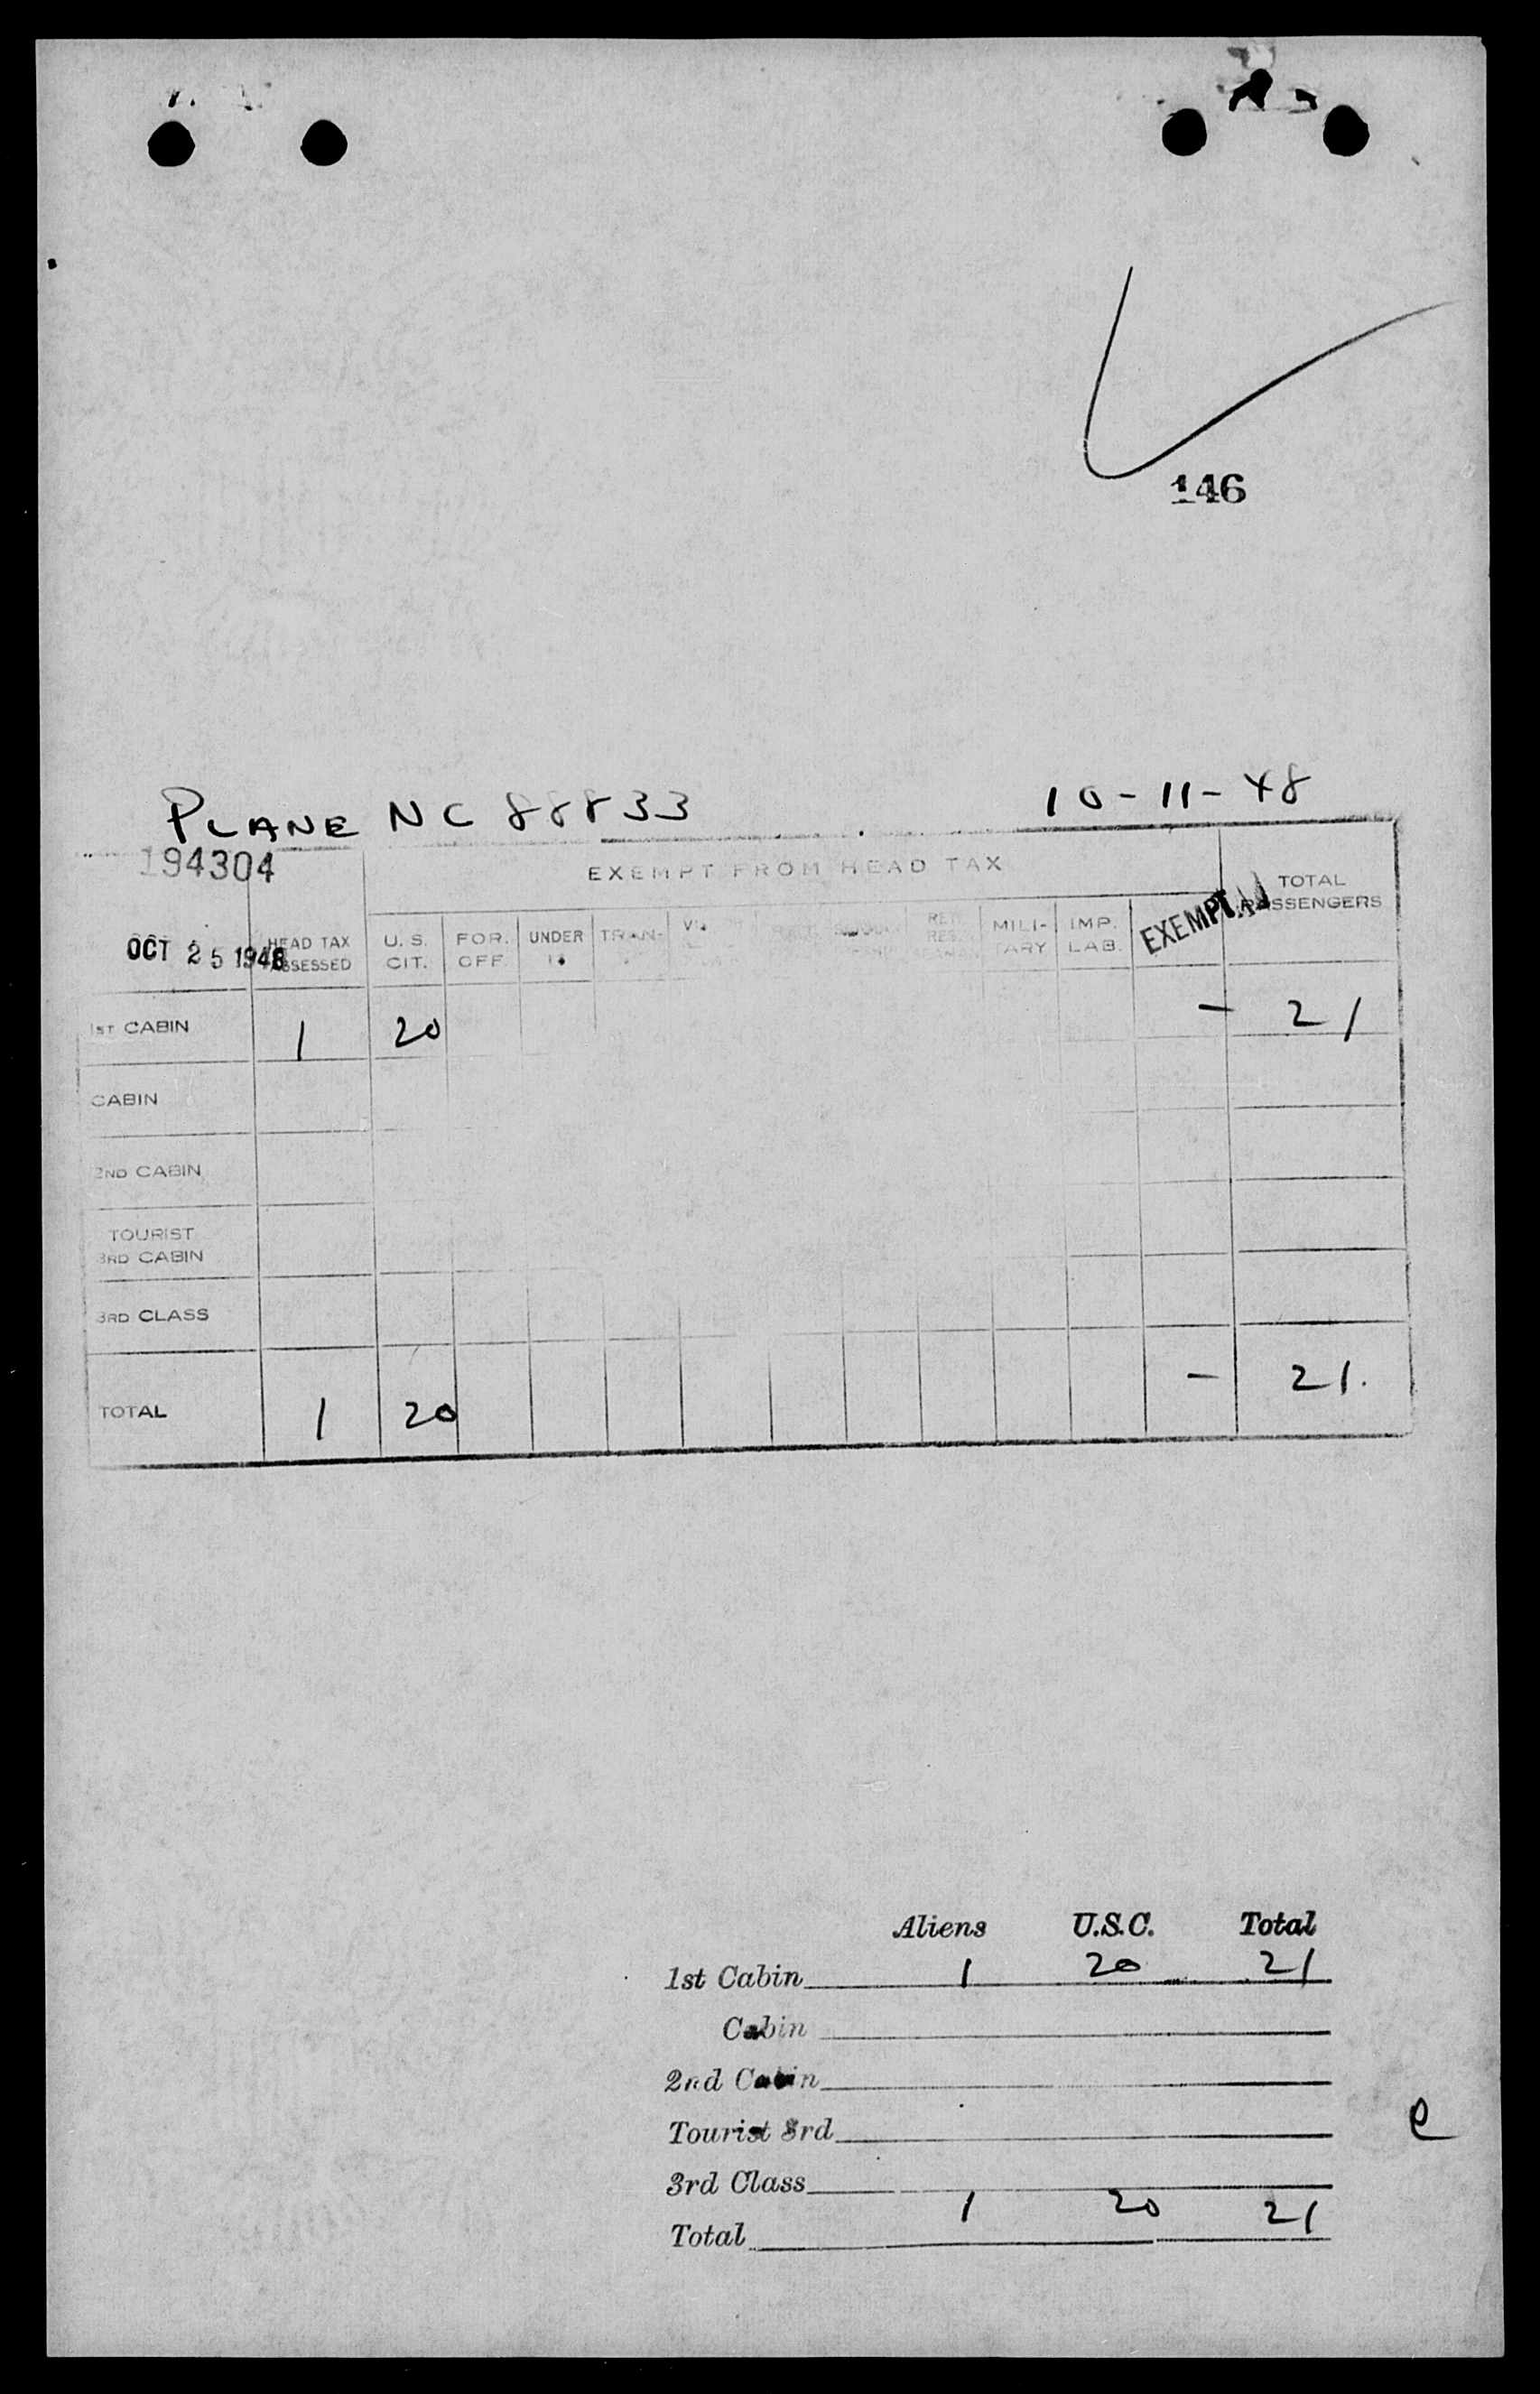 146
PLANE NC 88833 10-11-48
194304
EXEMPT FROM HEAD TAX
TOTAL PASSENGERS
OCT 25 1948
HEAD TAX ASSESSED
U. S. CIT.
FOR. OFF.
UNDER
TRAN-
MILI-TARY
IMP. LAB.
EXEMPT.
1ST CABIN 1 20 - 21
CABIN
2ND CABIN
TOURIST
3RD CABIN
3RD CLASS
TOTAL 1 20 - 21.
Aliens U.S.C. Total
1st Cabin 1 20 21
Cabin
2nd Cabin
Tourist 3rd
e
3rd Class
Total 1 20 21